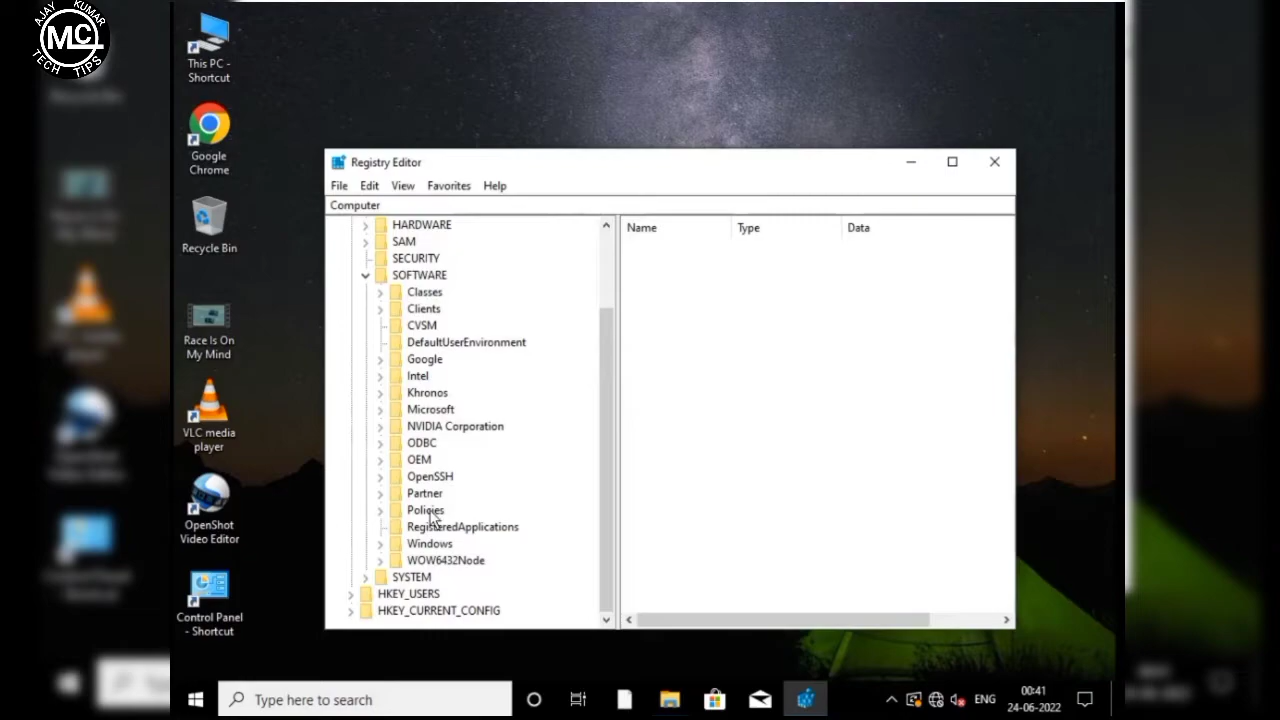 AJAY KUMAR
MC
TECH TIPS
This PC -
Shortcut
Google
Chrome
Recycle Bin
Race Is On
My Mind
VLC media
player
OpenShot
Video Editor
Control Panel
- Shortcut
Registry Editor
File Edit View Favorites Help
Computer
HARDWARE
SAM
SECURITY
SOFTWARE
Classes
Clients
CVSM
DefaultUserEnvironment
Google
Intel
Khronos
Microsoft
NVIDIA Corporation
ODBC
OEM
OpenSSH
Partner
Policies
RegisteredApplications
Windows
WOW6432Node
SYSTEM
HKEY_USERS
HKEY_CURRENT_CONFIG
Name Type Data
Type here to search
ENG
00:41
24-06-2022